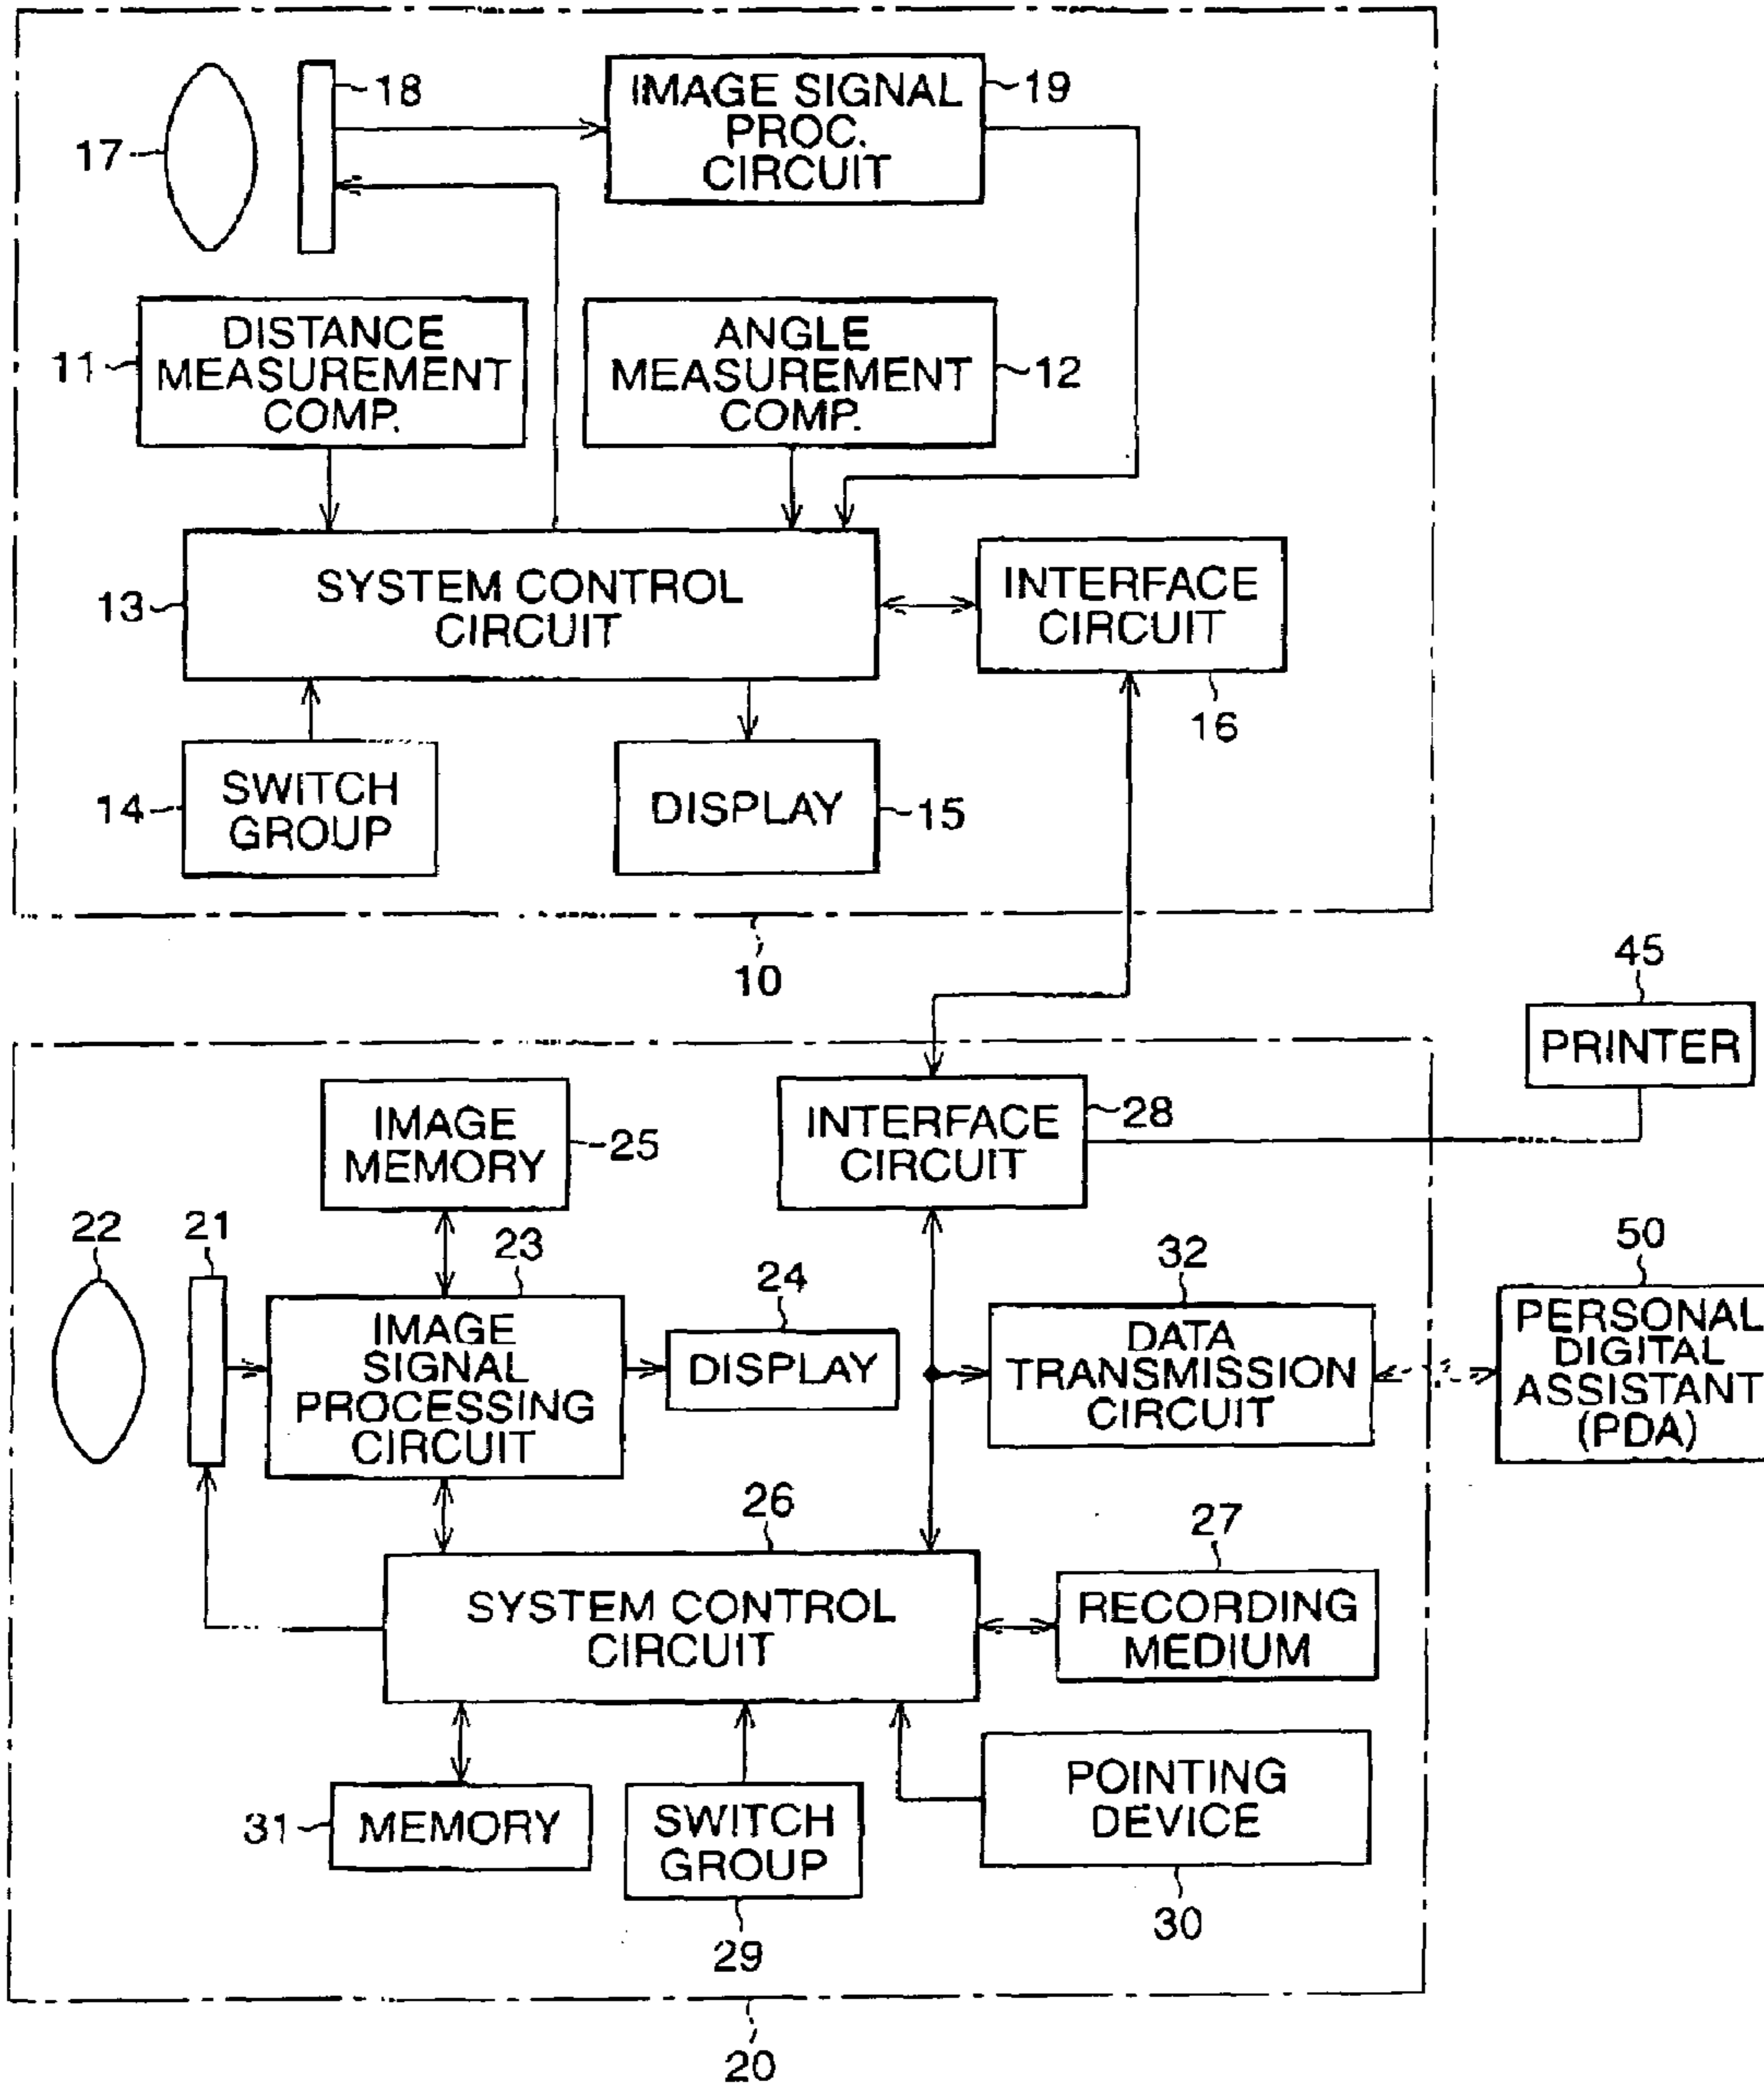 18
IMAGE SIGNAL
PROC.
CIRCUIT
19
17
DISTANCE
MEASUREMENT
COMP.
11
ANGLE
MEASUREMENT
COMP.
12
SYSTEM CONTROL
CIRCUIT
13
INTERFACE
CIRCUIT
16
SWITCH
GROUP
14
DISPLAY
15
10
45
PRINTER
IMAGE
MEMORY
25
INTERFACE
CIRCUIT
28
22
21
23
IMAGE
SIGNAL
PROCESSING
CIRCUIT
24
DISPLAY
32
DATA
TRANSMISSION
CIRCUIT
50
PERSONAL
DIGITAL
ASSISTANT
(PDA)
26
SYSTEM CONTROL
CIRCUIT
27
RECORDING
MEDIUM
31
MEMORY
SWITCH
GROUP
29
POINTING
DEVICE
30
20